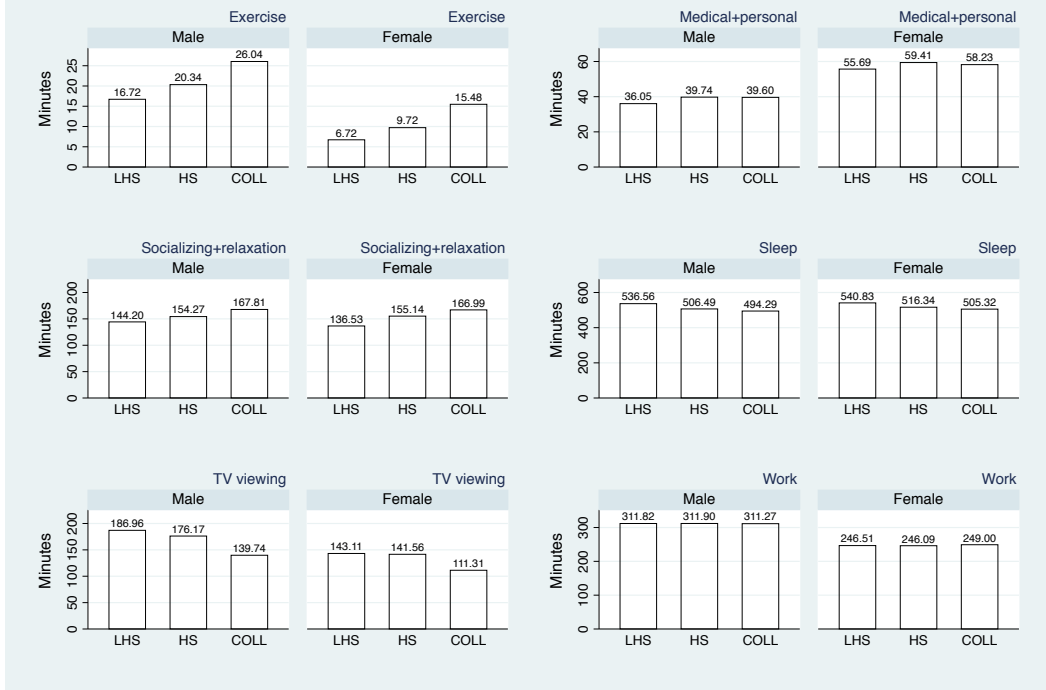 Exercise Exercise Medical+personal Medical+personal
Male Female Male Female
Minutes
0 5 10 15 20 25
16.72 20.34 26.04
LHS HS COLL
6.72 9.72 15.48
LHS HS COLL
Minutes
0 20 40 60
36.05 39.74 39.60
LHS HS COLL
55.69 59.41 58.23
LHS HS COLL
Socializing+relaxation Socializing+relaxation Sleep Sleep
Male Female Male Female
Minutes
0 50 100 150 200
144.20 154.27 167.81
LHS HS COLL
136.53 155.14 166.99
LHS HS COLL
Minutes
0 200 400 600
536.56 506.49 494.29
LHS HS COLL
540.83 516.34 505.32
LHS HS COLL
TV viewing TV viewing Work Work
Male Female Male Female
Minutes
0 50 100 150 200
186.96 176.17 139.74
LHS HS COLL
143.11 141.56 111.31
LHS HS COLL
Minutes
0 100 200 300
311.82 311.90 311.27
LHS HS COLL
246.51 246.09 249.00
LHS HS COLL